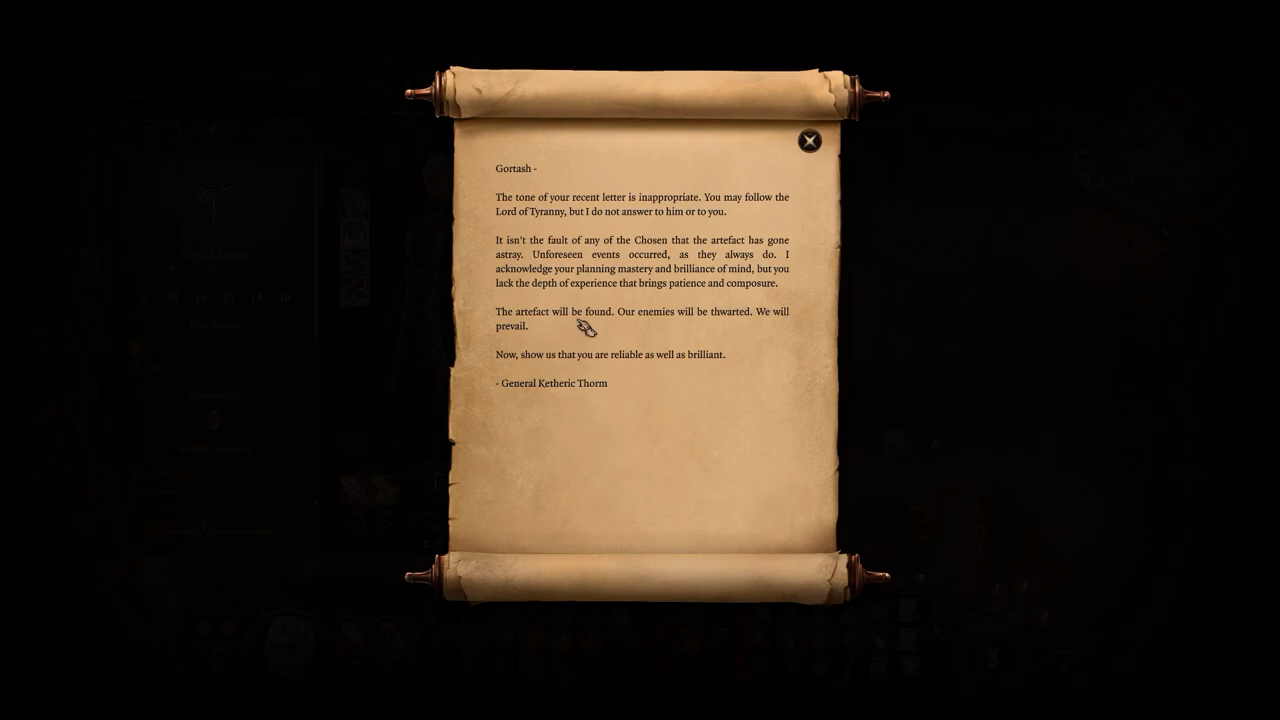 Gortash -
The tone of your recent letter is inappropriate. You may follow the
Lord of Tyranny, but I do not answer to him or to you.
It isn't the fault of any of the Chosen that the artefact has gone
astray. Unforeseen events occurred, as they always do. I
acknowledge your planning mastery and brilliance of mind, but you
lack the depth of experience that brings patience and composure.
The artefact will be found. Our enemies will be thwarted. We will
prevail.
Now, show us that you are reliable as well as brilliant.
- General Ketheric Thorm